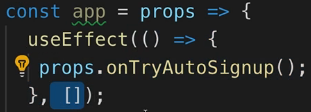 const app = props => {
useEffect(() => {
props.onTryAutoSignup();
}, []);